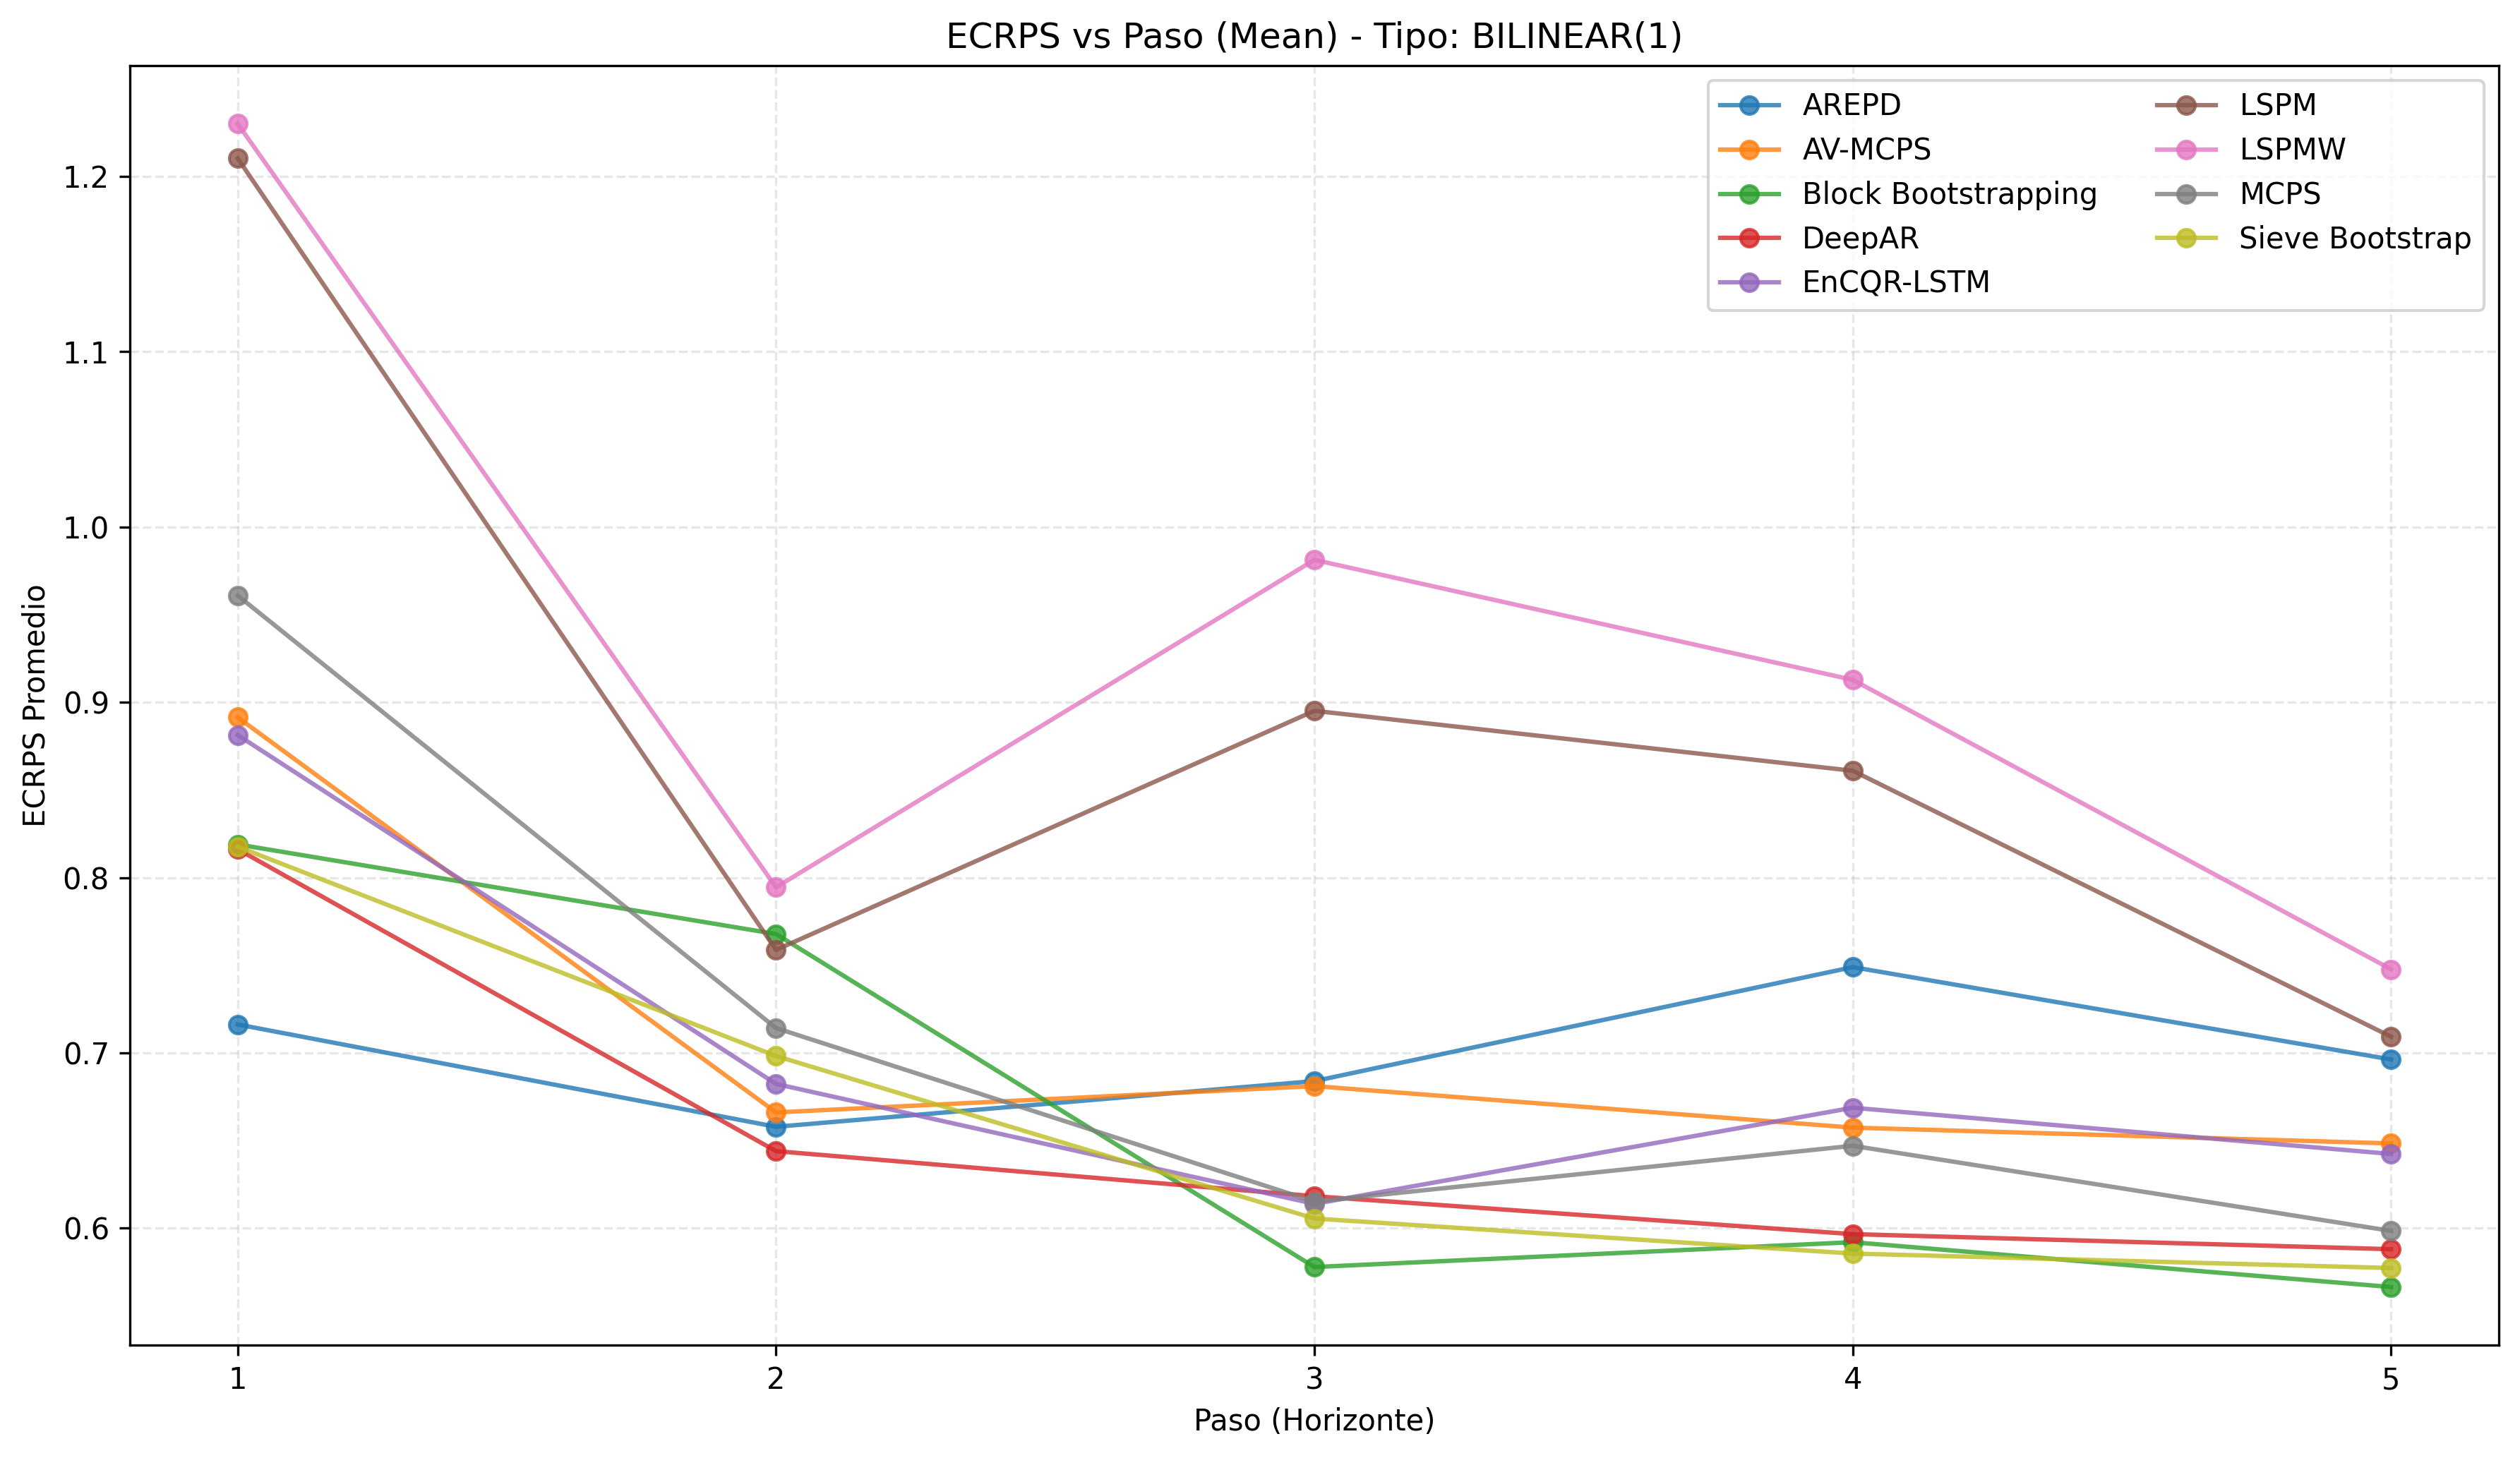 ECRPS vs Paso (Mean) - Tipo: BILINEAR(1)
AREPD
AV-MCPS
Block Bootstrapping
DeepAR
EnCQR-LSTM
LSPM
LSPMW
MCPS
Sieve Bootstrap
ECRPS Promedio
1.2
1.1
1.0
0.9
0.8
0.7
0.6
1 2 3 4 5
Paso (Horizonte)